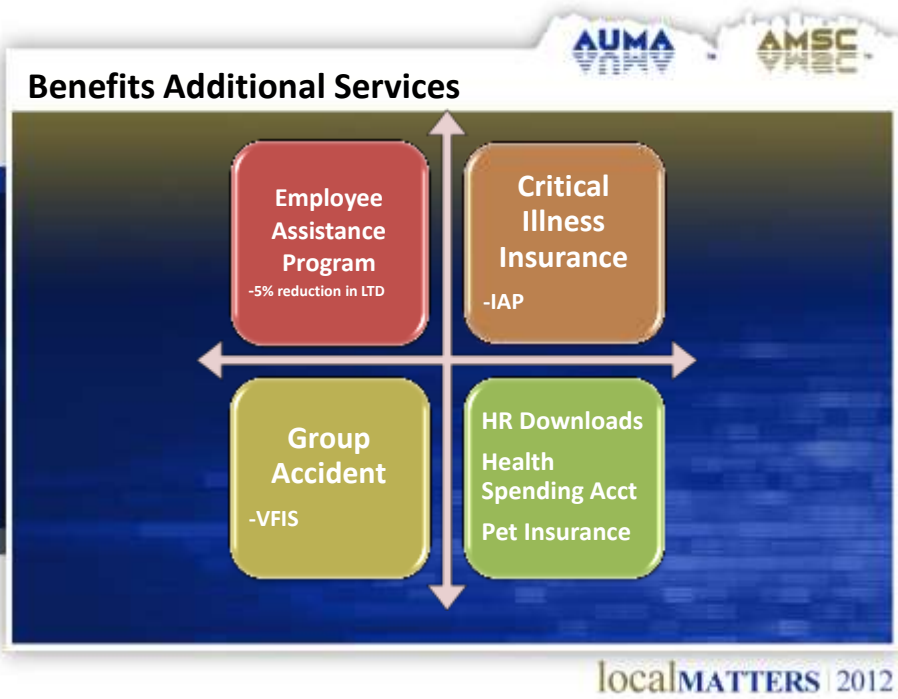 AUMA
AMSC
Benefits Additional Services
Employee
Assistance
Program
-5% reduction in LTD
Critical
Illness
Insurance
-IAP
Group
Accident
-VFIS
HR Downloads
Health
Spending Acct
Pet Insurance
localMATTERS 2012